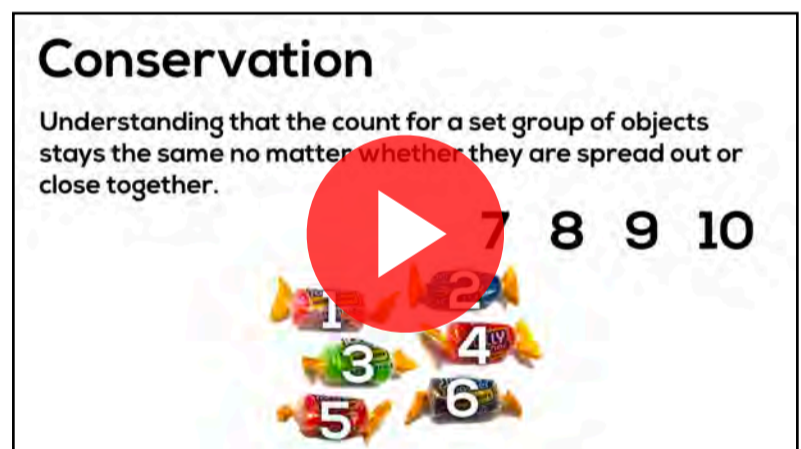 Conservation
Understanding that the count for a set group of objects
stays the same no matter whether they are spread out or
close together.
7 8 9 10
1 2
3 4
5 6